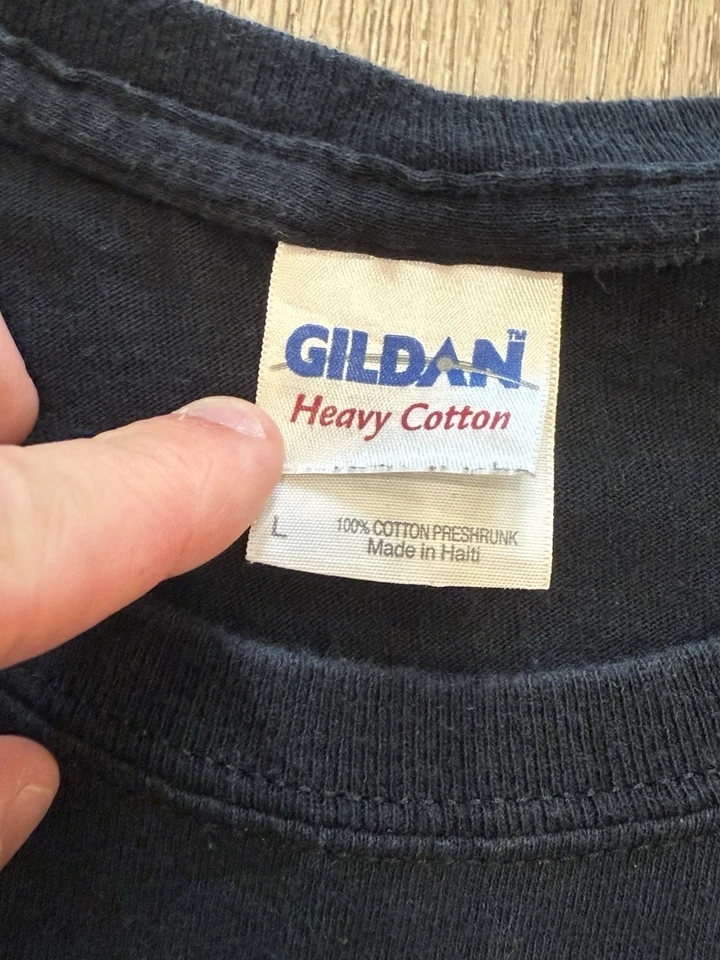 GILDAN™
Heavy Cotton
L 100% COTTON PRESHRUNK
Made in Haiti